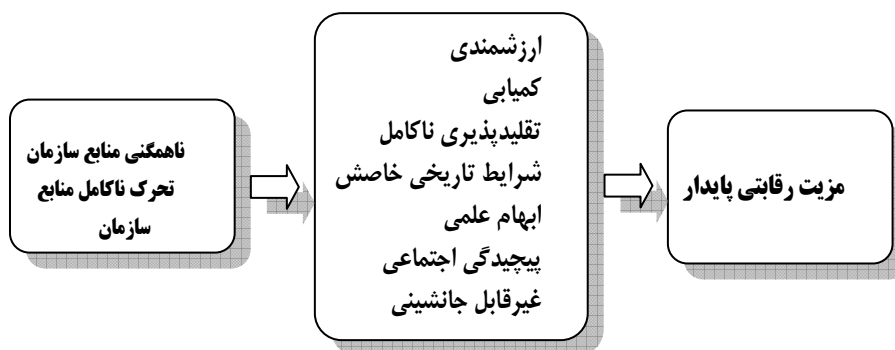 ناهمگنی منابع سازمان
تحرک ناکامل منابع
سازمان
ارزشمندی
کمیابی
تقلیدپذیری ناکامل
شرایط تاریخی خاصش
ابهام علمی
پیچیدگی اجتماعی
غیرقابل جانشینی
مزیت رقابتی پایدار